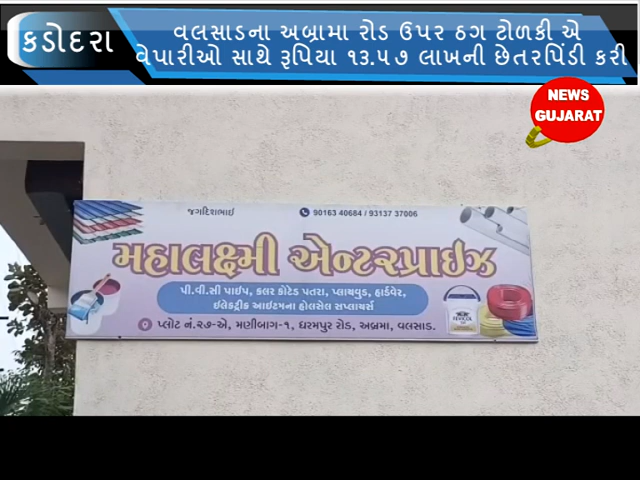 કડોદરા
વલસાડના અબ્રામા રોડ ઉપર ઠગ ટોળકી એ
વેપારીઓ સાથે રૂપિયા ૧૩.૫૭ લાખની છેતરપિંડી કરી
NEWS
GUJARAT
જગદિશભાઈ
90163 40684 / 93137 37006
મહાલક્ષ્મી એન્ટરપ્રાઇઝ
પી.વી.સી પાઈપ, કલર કોટેડ પતરા, પ્લાયવુડ, હાર્ડવેર,
ઈલેક્ટ્રીક આઈટમના હોલસેલ સપ્લાયર્સ
પ્લોટ નં.૨૭-એ, મણીબાગ-૧, ધરમપુર રોડ, અબ્રામા, વલસાડ.
FEVICOL